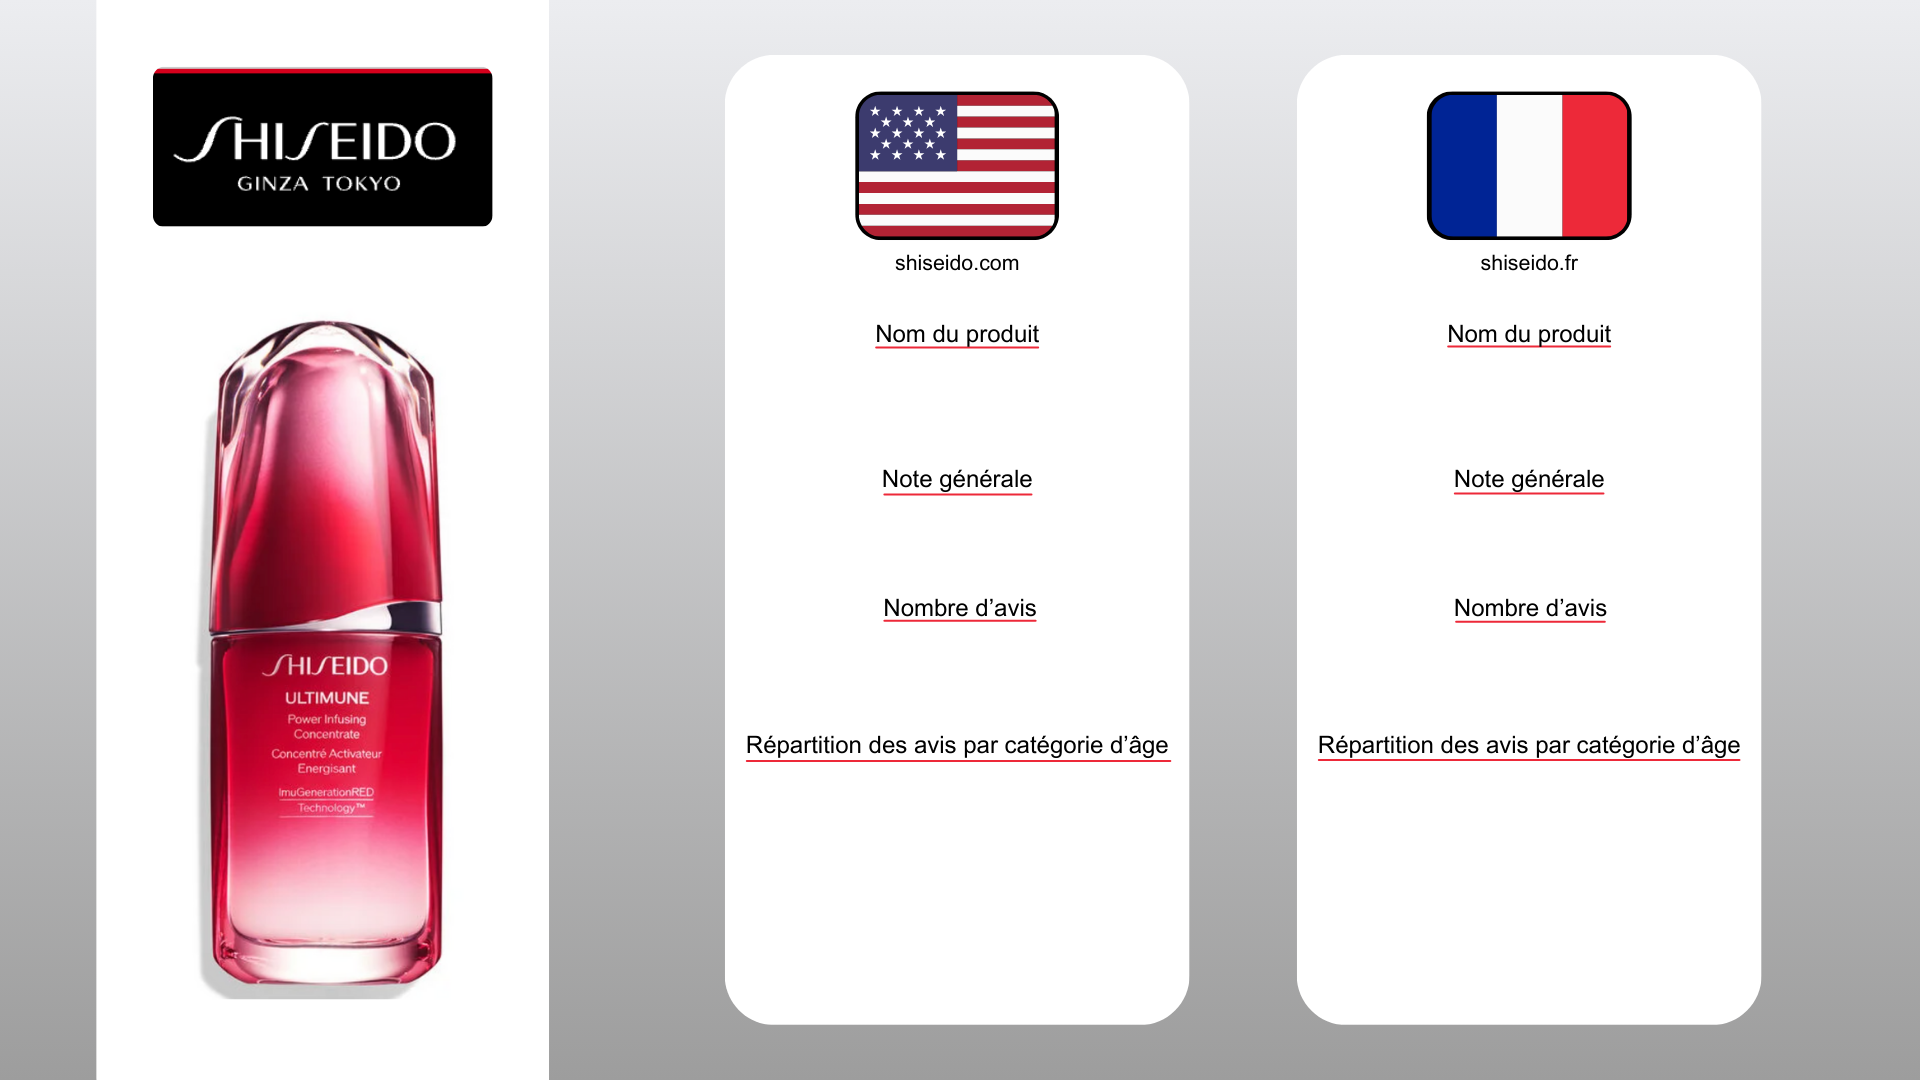 SHISEIDO
GINZA TOKYO
SHISEIDO
ULTIMUNE
Power Infusing
Concentrate
Concentré Activateur
Energisant
ImuGenerationRED
Technology™
shiseido.com
Nom du produit
Note générale
Nombre d’avis
Répartition des avis par catégorie d’âge
shiseido.fr
Nom du produit
Note générale
Nombre d’avis
Répartition des avis par catégorie d’âge